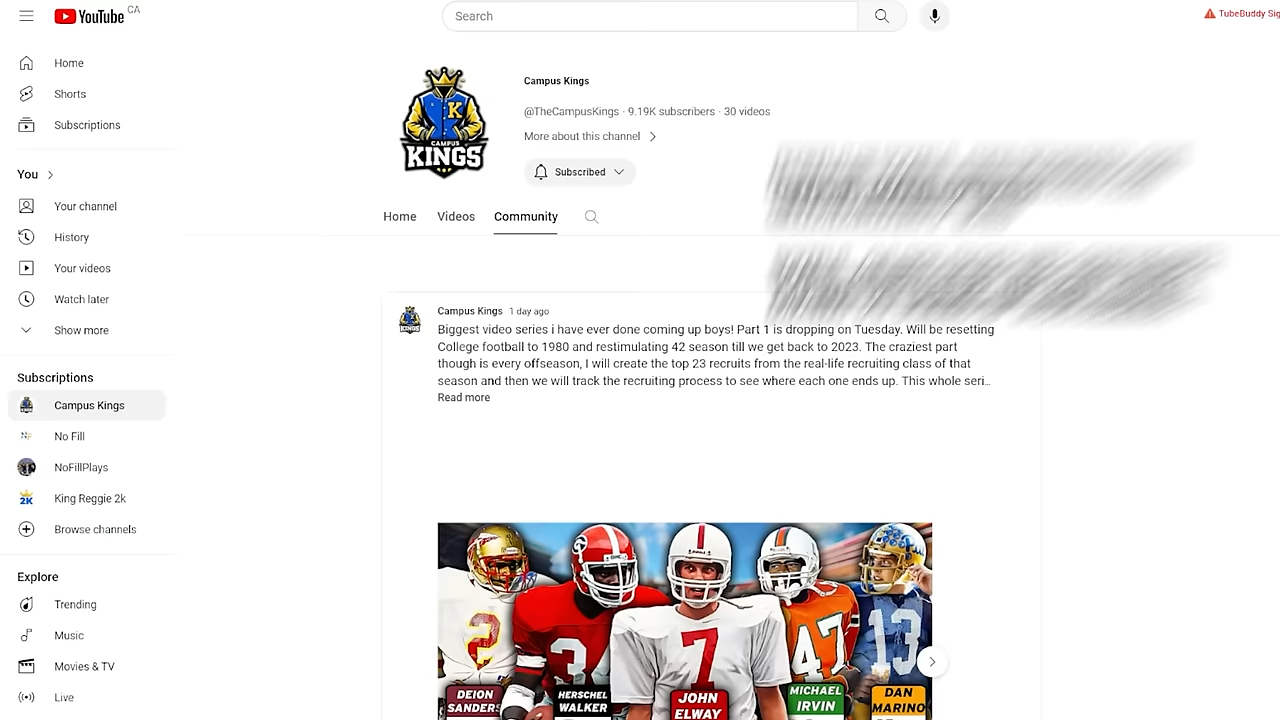 YouTube CA
Search
TubeBuddy Sig
Home
Shorts
Subscriptions
You
Your channel
History
Your videos
Watch later
Show more
Subscriptions
Campus Kings
No Fill
NoFillPlays
King Reggie 2k
Browse channels
Explore
Trending
Music
Movies & TV
Live
K
CAMPUS
KINGS
Campus Kings
@TheCampusKings · 9.19K subscribers · 30 videos
More about this channel
Subscribed
Home Videos Community
Campus Kings 1 day ago
Biggest video series i have ever done coming up boys! Part 1 is dropping on Tuesday. Will be resetting
College football to 1980 and restimulating 42 season till we get back to 2023. The craziest part
though is every offseason, I will create the top 23 recruits from the real-life recruiting class of that
season and then we will track the recruiting process to see where each one ends up. This whole seri…
Read more
2 34 7 47 13
DEION
SANDERS
HERSCHEL
WALKER
JOHN
ELWAY
MICHAEL
IRVIN
DAN
MARINO